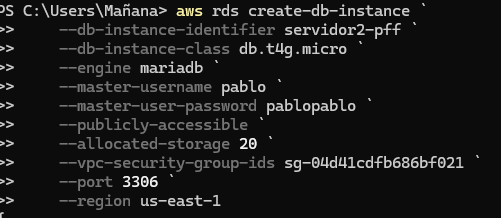 PS C:\Users\Mañana> aws rds create-db-instance `
>>     --db-instance-identifier servidor2-pff `
>>     --db-instance-class db.t4g.micro `
>>     --engine mariadb `
>>     --master-username pablo `
>>     --master-user-password pablopablo `
>>     --publicly-accessible `
>>     --allocated-storage 20 `
>>     --vpc-security-group-ids sg-04d41cdfb686bf021 `
>>     --port 3306 `
>>     --region us-east-1